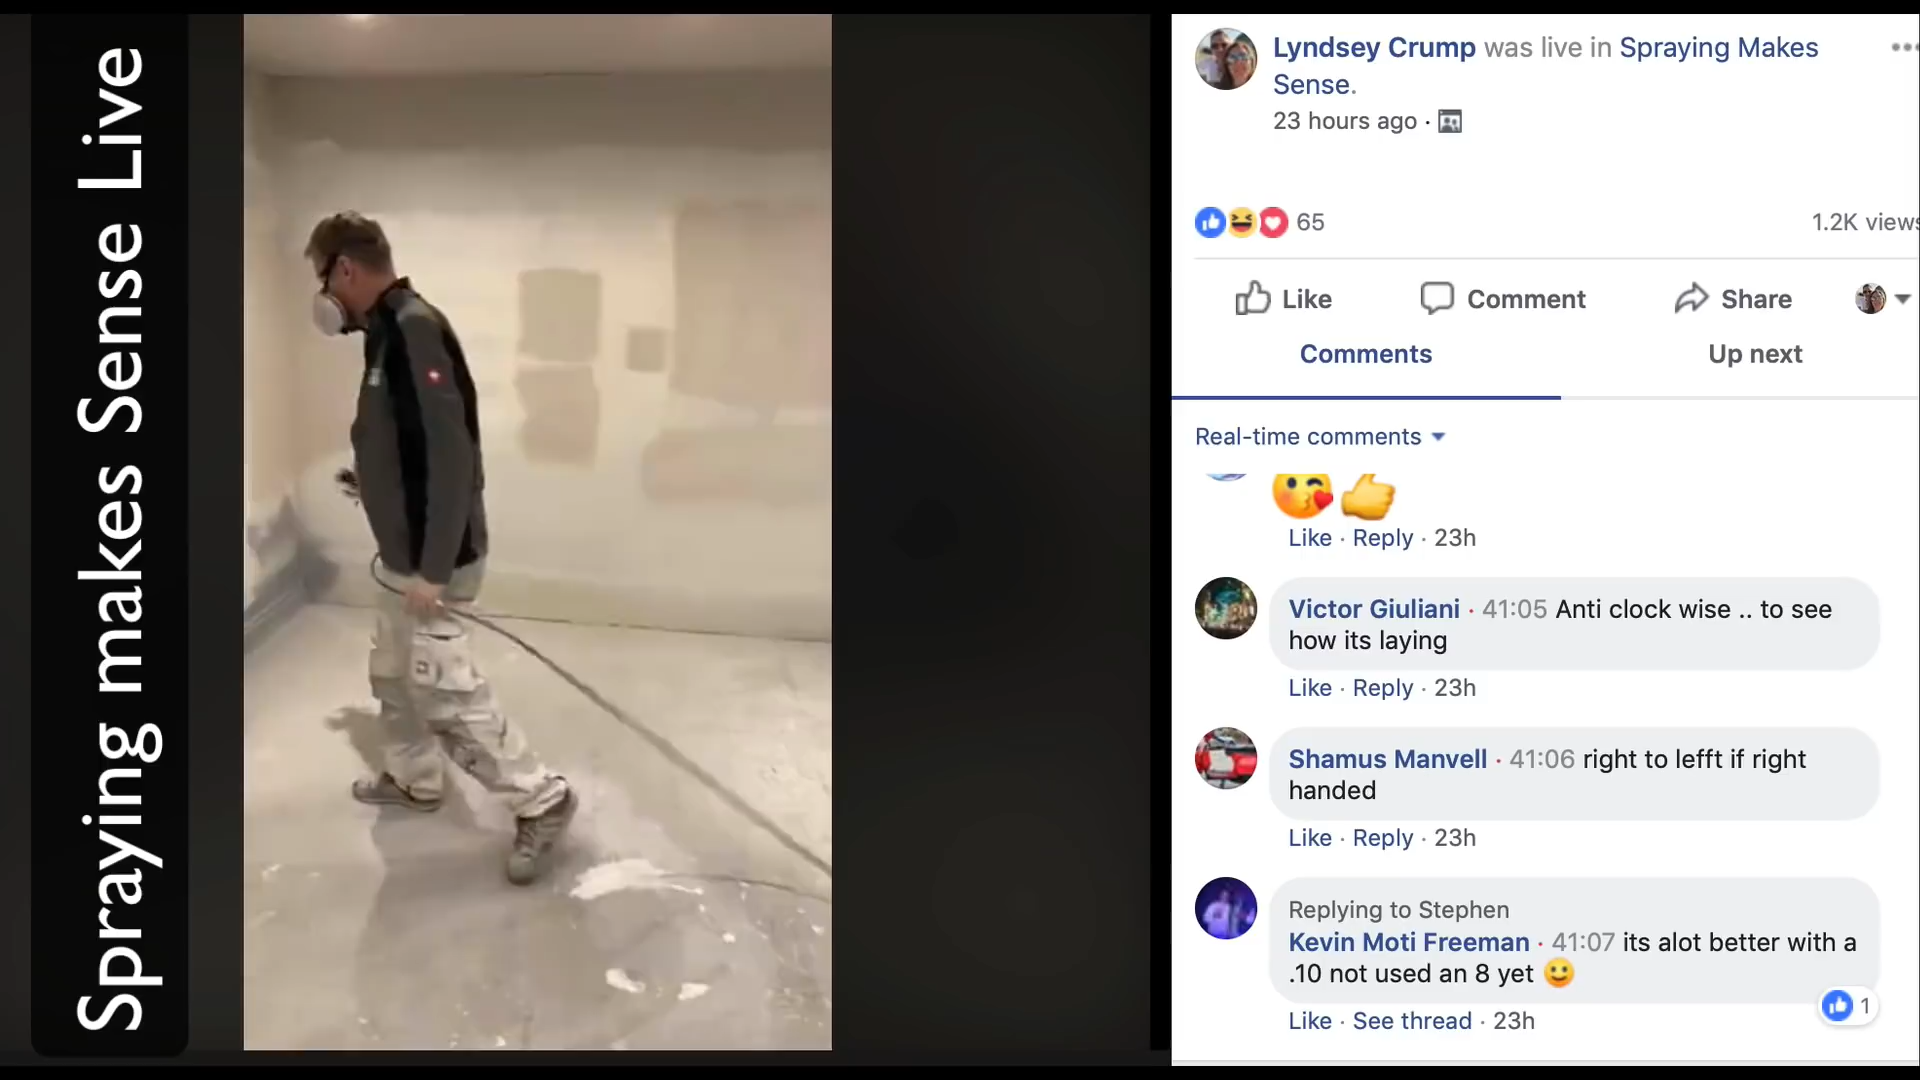 Spraying makes Sense Live
Lyndsey Crump was live in Spraying Makes
Sense.
23 hours ago ·
65
1.2K views
Like
Comment
Share
Comments
Up next
Real-time comments
Like · Reply · 23h
Victor Giuliani · 41:05 Anti clock wise .. to see
how its laying
Like · Reply · 23h
Shamus Manvell · 41:06 right to lefft if right
handed
Like · Reply · 23h
Replying to Stephen
Kevin Moti Freeman · 41:07 its alot better with a
.10 not used an 8 yet 🙂
1
Like · See thread · 23h